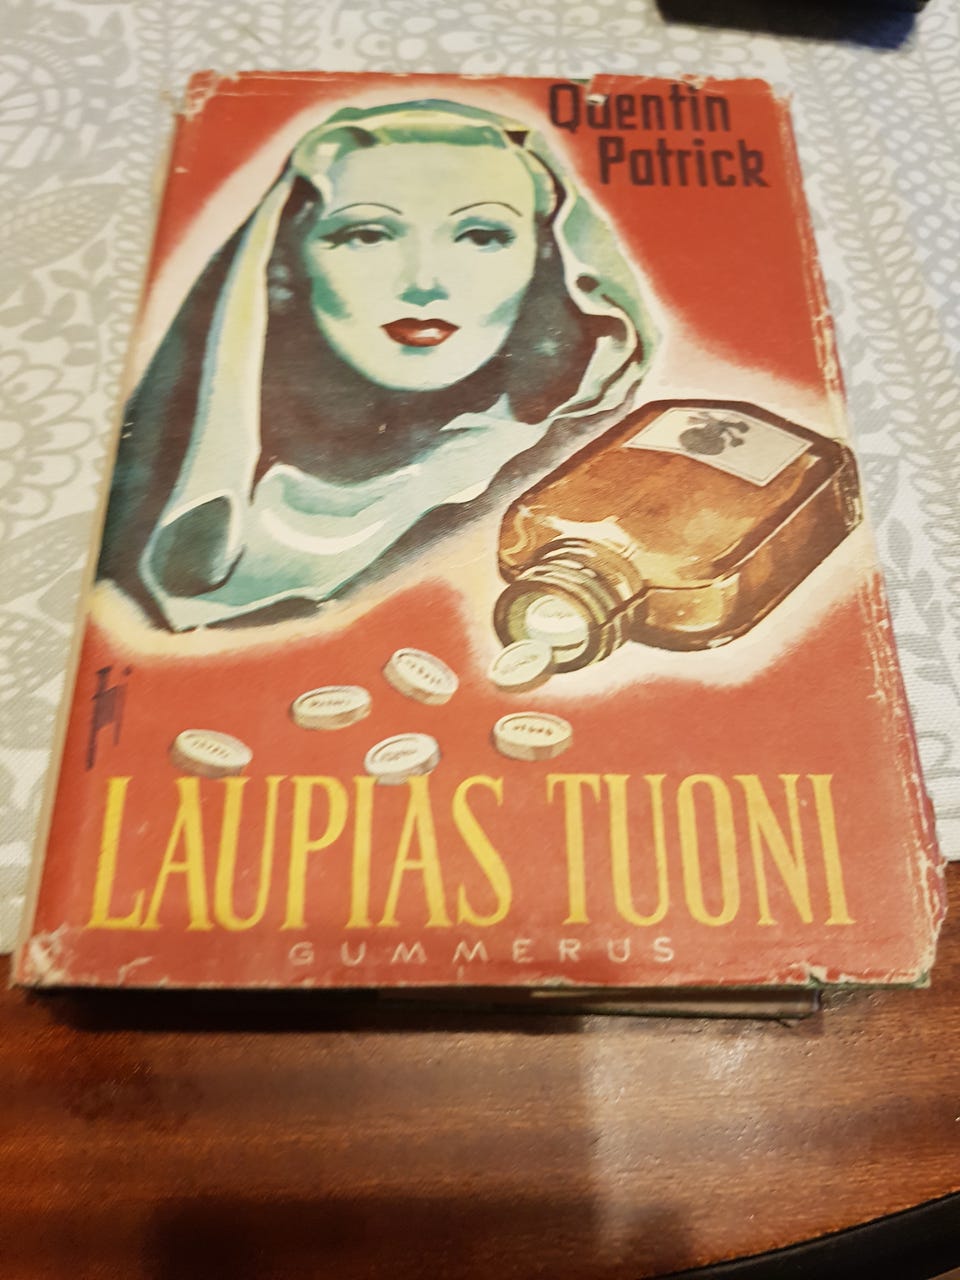 Quentin
Patrick
LAUPIAS TUONI
GUMMERUS